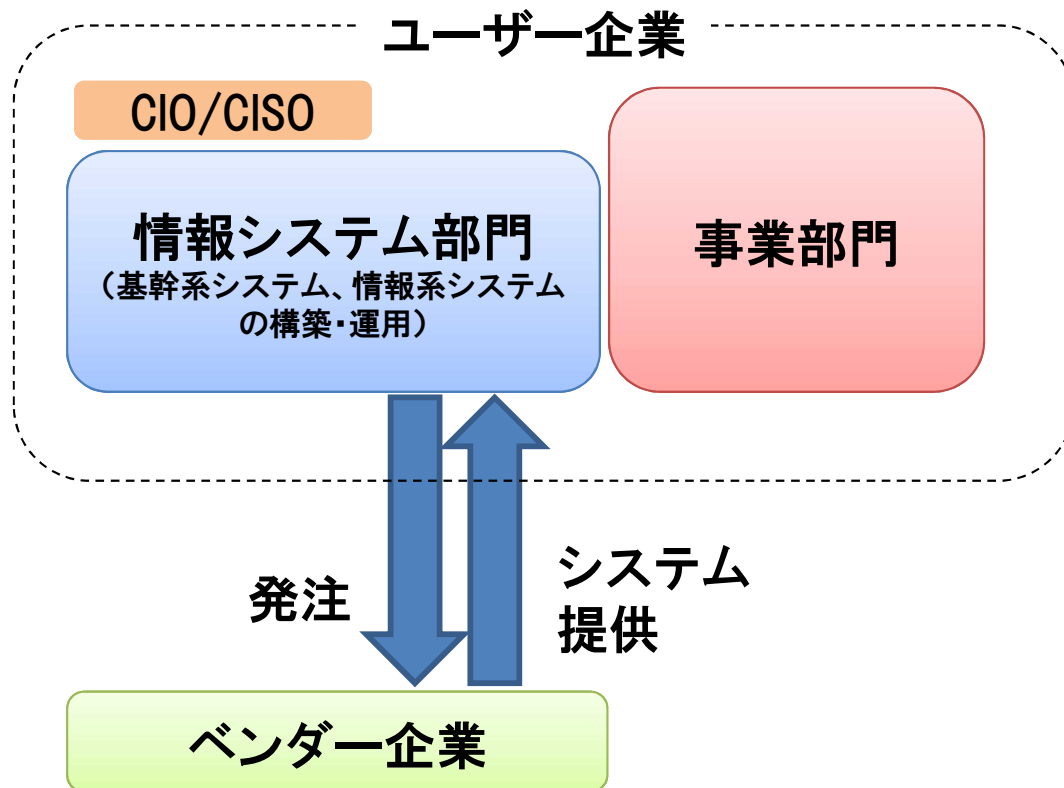 ユーザー企業
CIO/CISO
情報システム部門
（基幹系システム、情報系システム
の構築・運用）
事業部門
発注
システム
提供
ベンダー企業